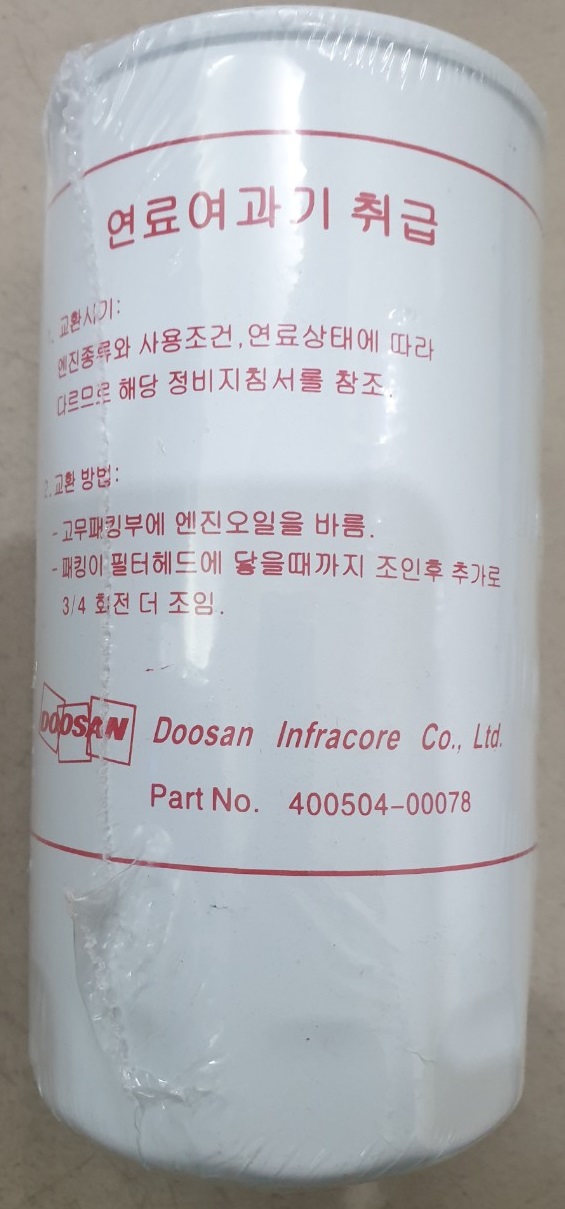 연료여과기 취급
1. 교환시기:
엔진종류와 사용조건,연료상태에 따라
다르므로 해당 정비지침서를 참조.
2. 교환 방법:
- 고무패킹부에 엔진오일을 바름.
- 패킹이 필터헤드에 닿을때까지 조인후 추가로
3/4 회전 더 조임.
DOOSAN Doosan Infracore Co., Ltd.
Part No. 400504-00078